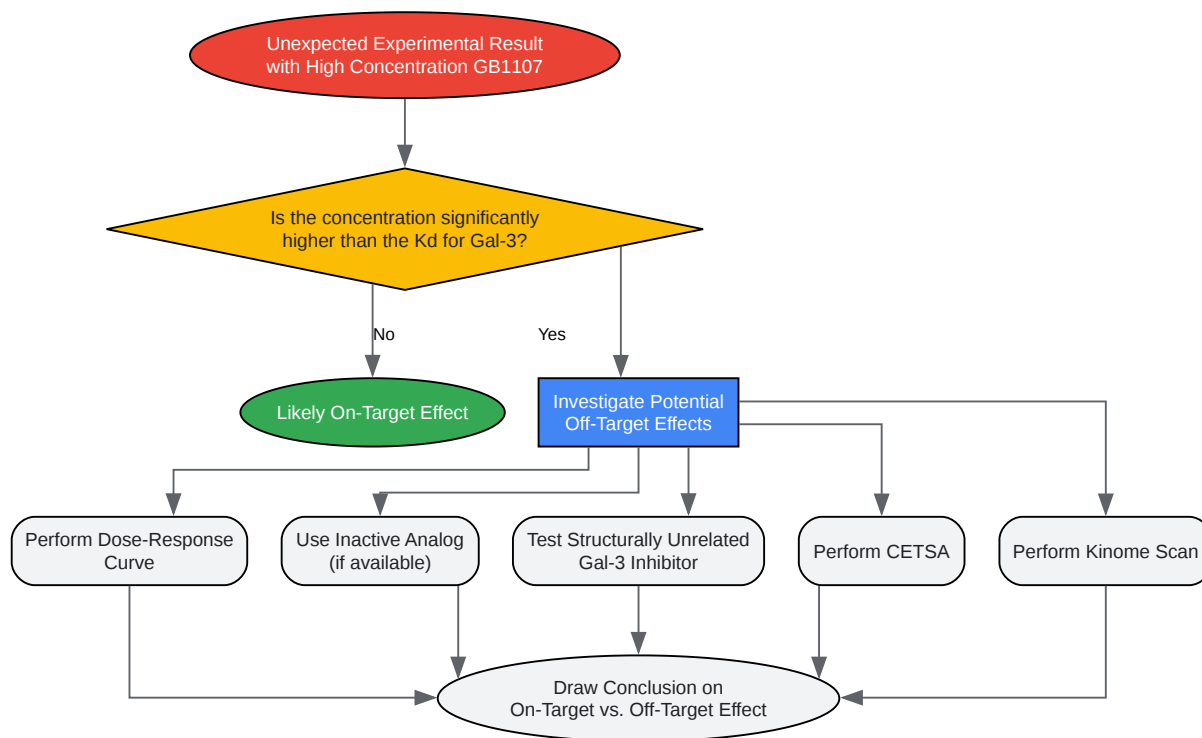 Unexpected Experimental Result
with High Concentration GB1107
Is the concentration significantly
higher than the Kd for Gal-3?
No
Yes
Likely On-Target Effect
Investigate Potential
Off-Target Effects
Perform Dose-Response
Curve
Use Inactive Analog
(if available)
Test Structurally Unrelated
Gal-3 Inhibitor
Perform CETSA
Perform Kinome Scan
Draw Conclusion on
On-Target vs. Off-Target Effect